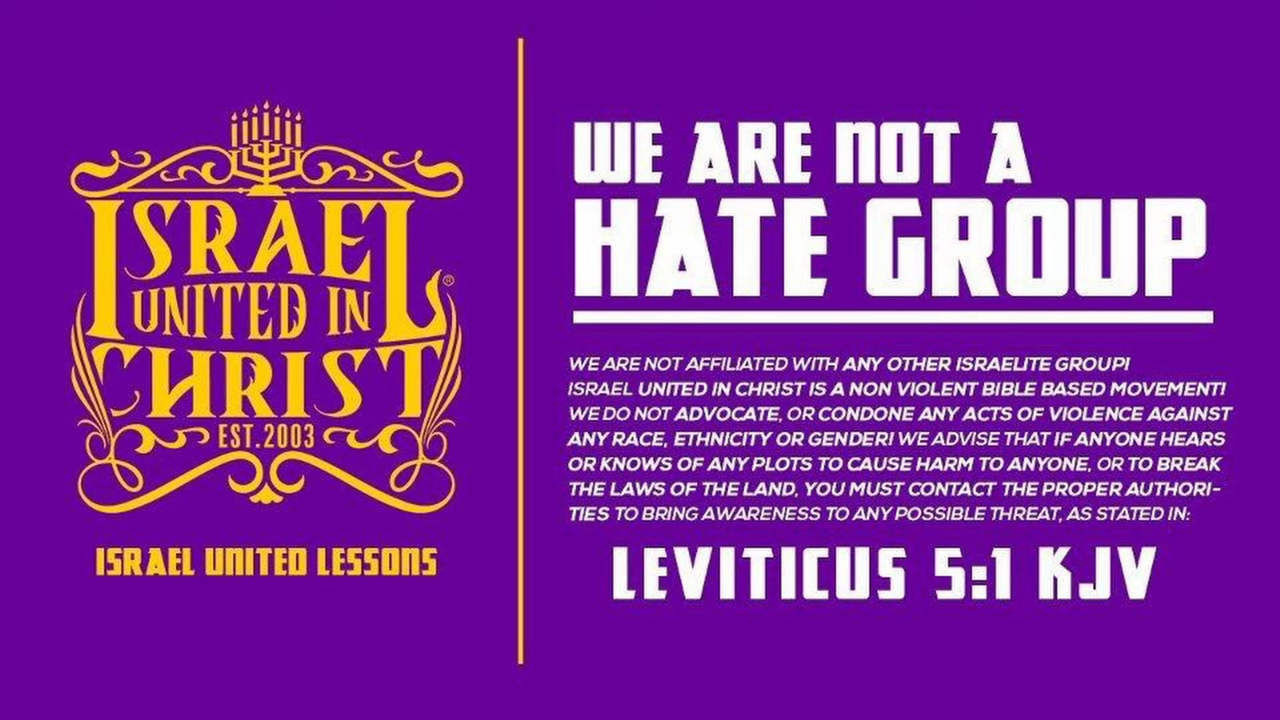 ISRAEL
UNITED IN
CHRIST
®
EST. 2003
ISRAEL UNITED LESSONS
WE ARE NOT A
HATE GROUP
WE ARE NOT AFFILIATED WITH ANY OTHER ISRAELITE GROUP!
ISRAEL UNITED IN CHRIST IS A NON VIOLENT BIBLE BASED MOVEMENT!
WE DO NOT ADVOCATE, OR CONDONE ANY ACTS OF VIOLENCE AGAINST
ANY RACE, ETHNICITY OR GENDER! WE ADVISE THAT IF ANYONE HEARS
OR KNOWS OF ANY PLOTS TO CAUSE HARM TO ANYONE, OR TO BREAK
THE LAWS OF THE LAND, YOU MUST CONTACT THE PROPER AUTHORI-
TIES TO BRING AWARENESS TO ANY POSSIBLE THREAT, AS STATED IN:
LEVITICUS 5:1 KJV